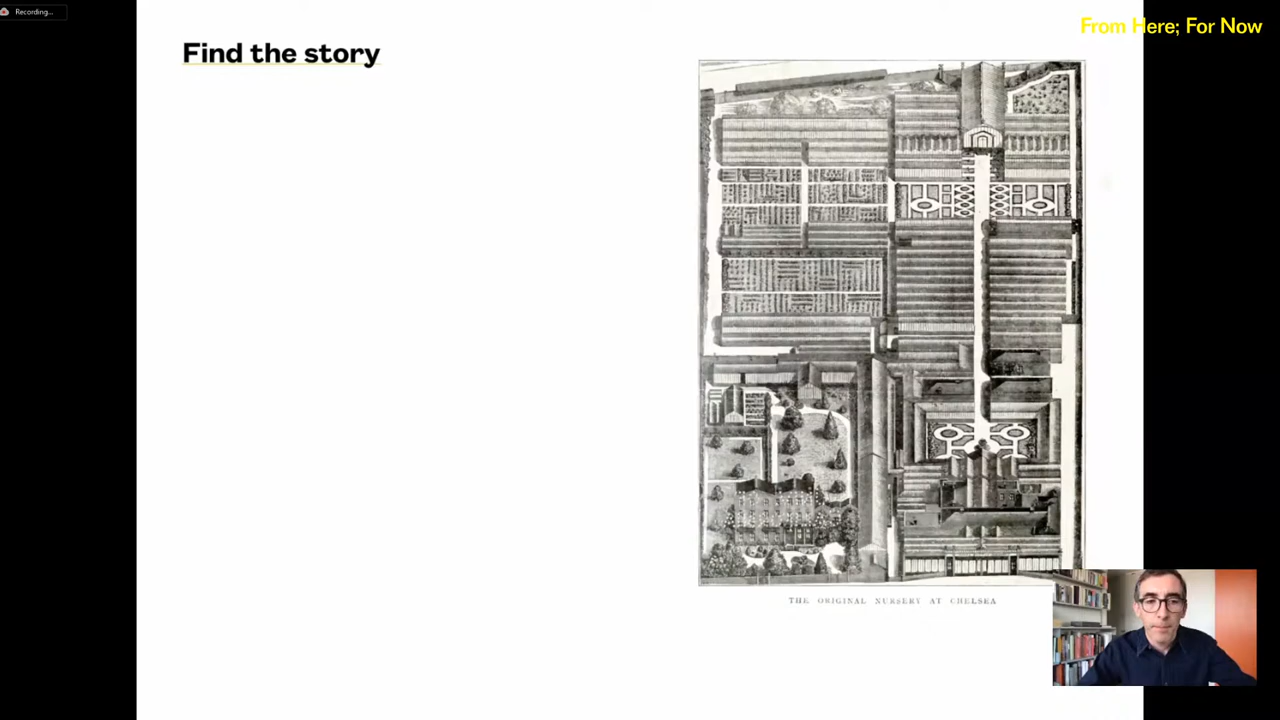 Recording...
From Here; For Now
Find the story
THE ORIGINAL NURSERY AT CHELSEA